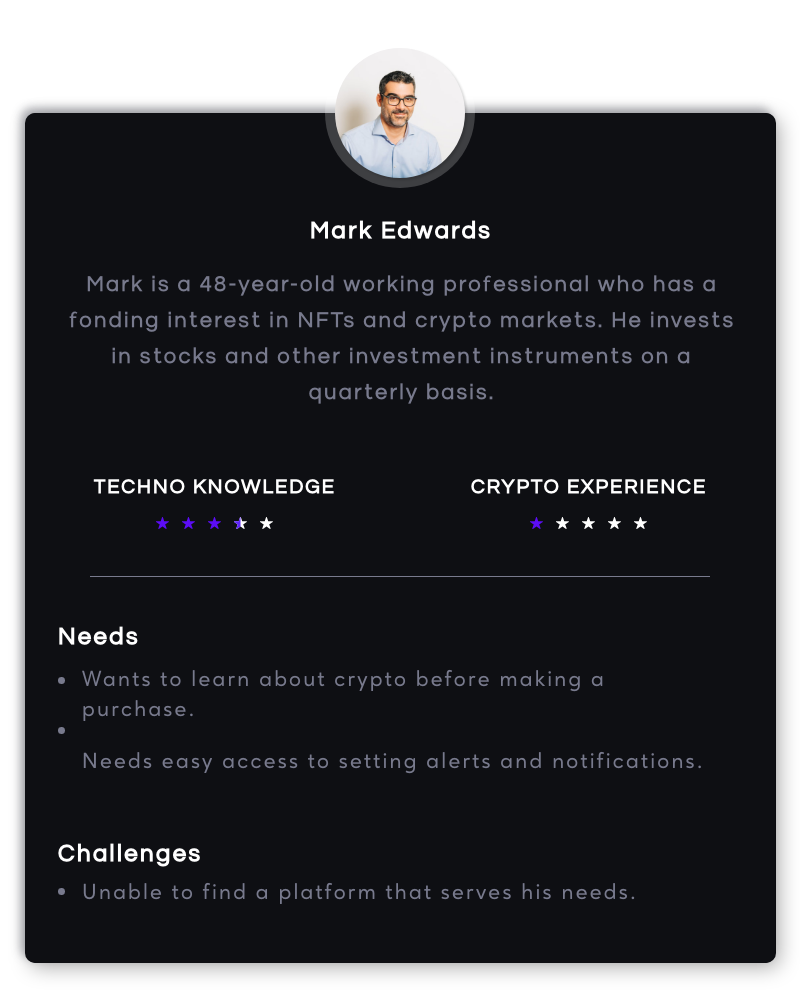 Mark Edwards
Mark is a 48-year-old working professional who has a
fonding interest in NFTs and crypto markets. He invests
in stocks and other investment instruments on a
quarterly basis.
TECHNO KNOWLEDGE
CRYPTO EXPERIENCE
Needs
Wants to learn about crypto before making a
purchase.
Needs easy access to setting alerts and notifications.
Challenges
Unable to find a platform that serves his needs.